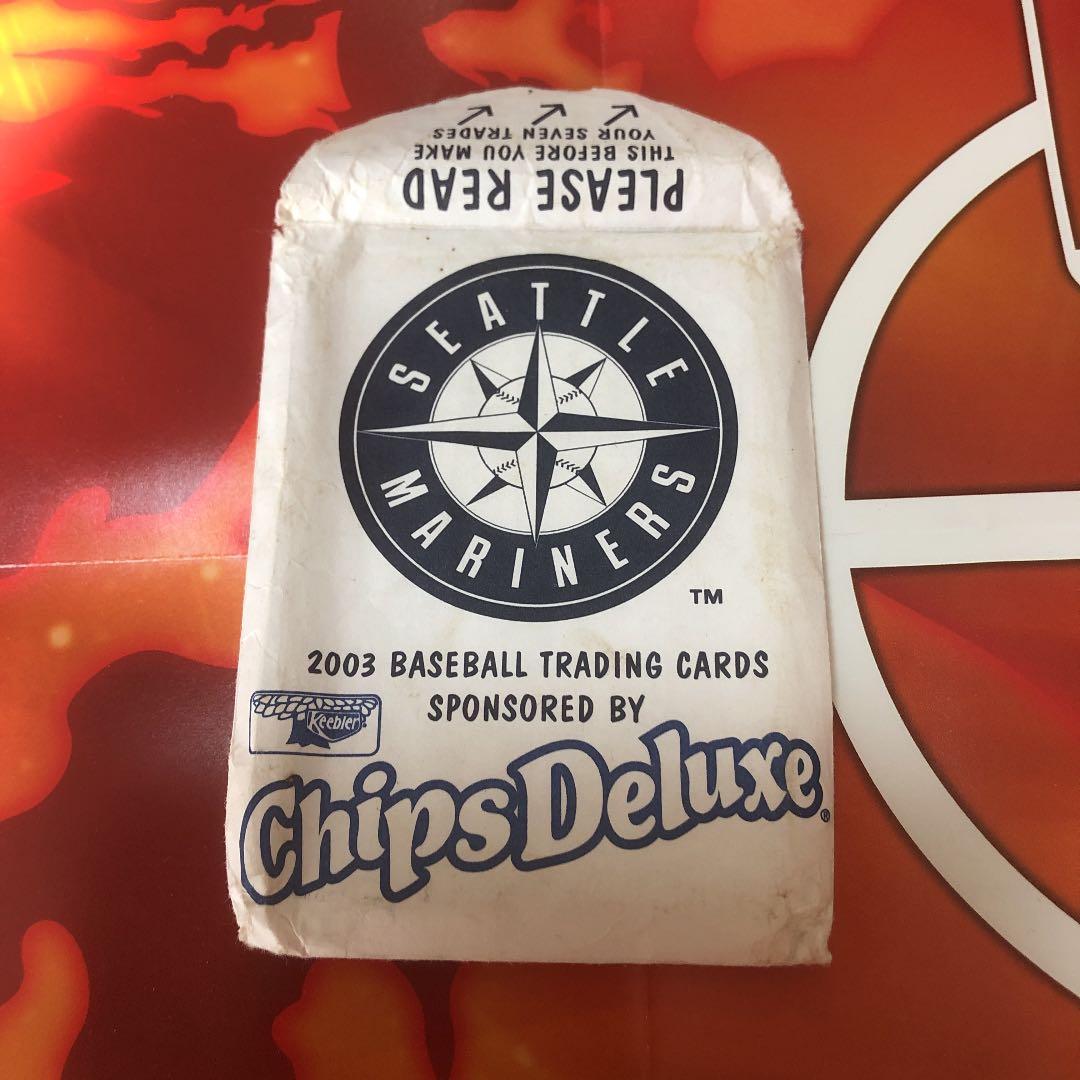 PLEASE READ
THIS BEFORE YOU MAKE
YOUR SEVEN TRADES
SEATTLE
MARINERS
TM
2003 BASEBALL TRADING CARDS
SPONSORED BY
Keebler
Chips Deluxe®